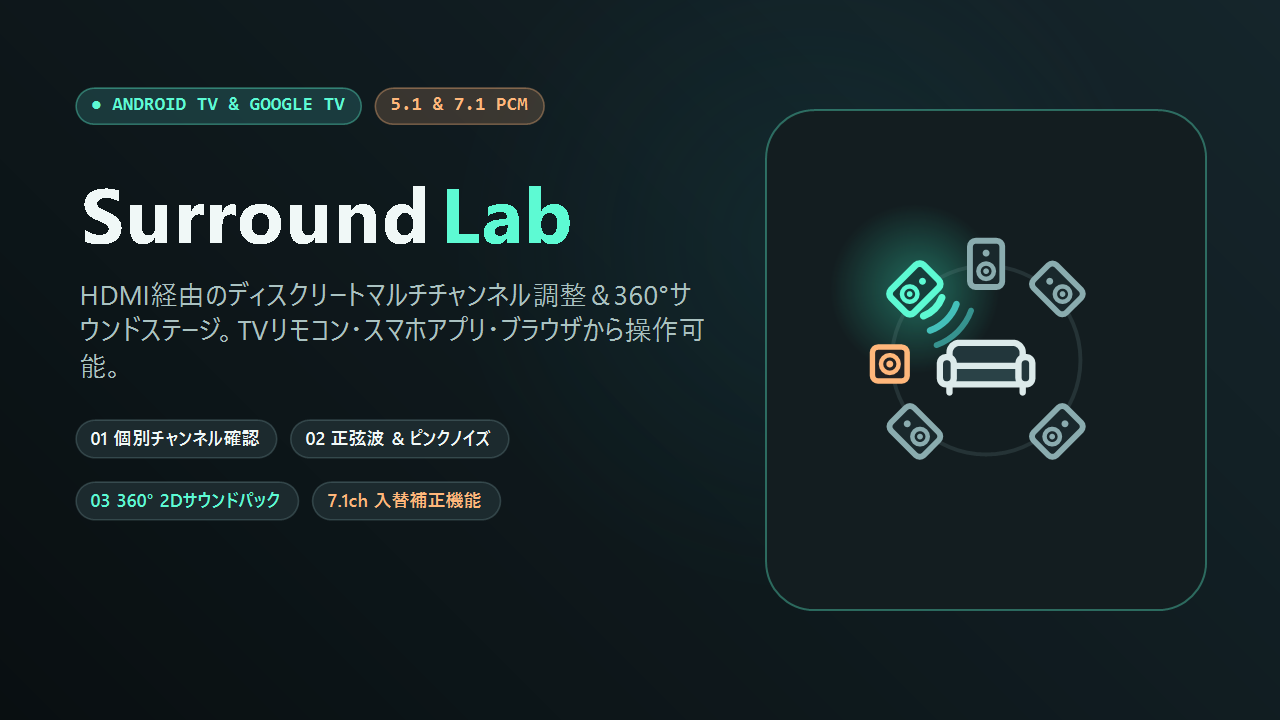 ● ANDROID TV & GOOGLE TV
5.1 & 7.1 PCM
Surround Lab
HDMI経由のディスクリートマルチチャンネル調整＆360°サ
ウンドステージ。TVリモコン・スマホアプリ・ブラウザから操作可
能。
01 個別チャンネル確認
02 正弦波 & ピンクノイズ
03 360° 2Dサウンドパック
7.1ch 入替補正機能